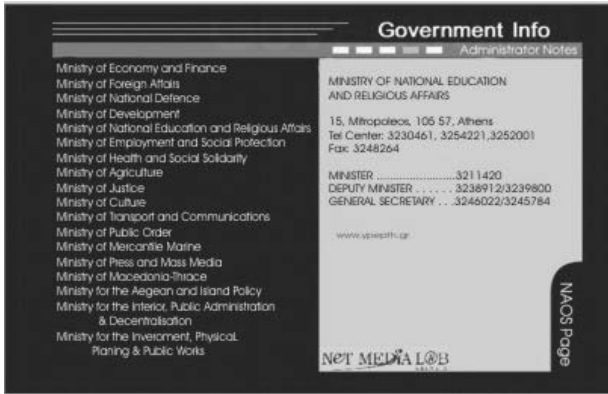 Government Info
Administrator Notes
Ministry of Economy and Finance
Ministry of Foreign Affairs
Ministry of National Defence
Ministry of Development
Ministry of National Education and Religious Affairs
Ministry of Employment and Social Protection
Ministry of Health and Social Solidarity
Ministry of Agriculture
Ministry of Justice
Ministry of Culture
Ministry of Transport and Communications
Ministry of Public Order
Ministry of Mercantile Marine
Ministry of Press and Mass Media
Ministry of Macedonia-Thrace
Ministry for the Aegean and Island Policy
Ministry for the Interior, Public Administration
& Decentralisation
Ministry for the Inveroment, PhysicaL
Planing & Public Works
MINISTRY OF NATIONAL EDUCATION
AND RELIGIOUS AFFAIRS
15, Mitropoleos, 105 57, Athens
Tel Center: 3230461, 3254221,3252001
Fax: 3248264
MINISTER .......................3211420
DEPUTY MINISTER . . . . . . 3238912/3239800
GENERAL SECRETARY . . .3246022/3245784
www.ypepth.gr
NAOS Page
NeT MEDiA L@B